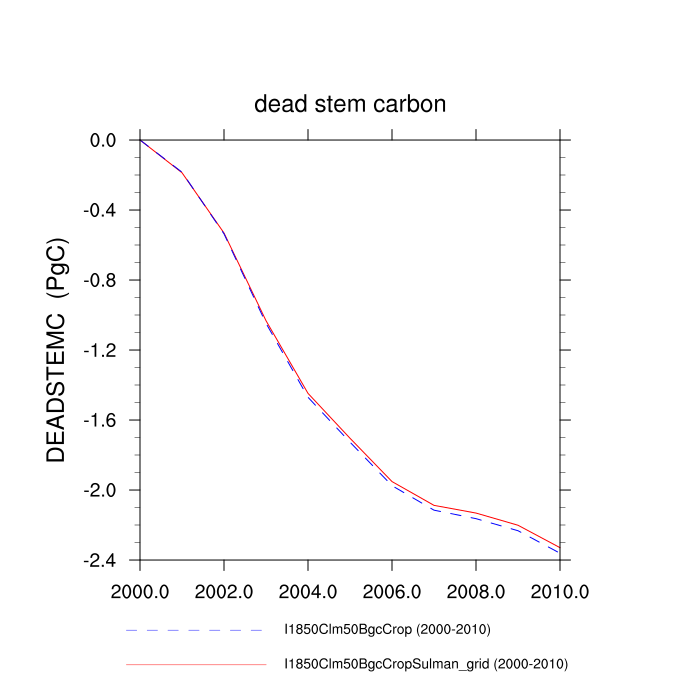 dead stem carbon
DEADSTEMC (PgC)
0.0
-0.4
-0.8
-1.2
-1.6
-2.0
-2.4
2000.0 2002.0 2004.0 2006.0 2008.0 2010.0
I1850Clm50BgcCrop (2000-2010)
I1850Clm50BgcCropSulman_grid (2000-2010)